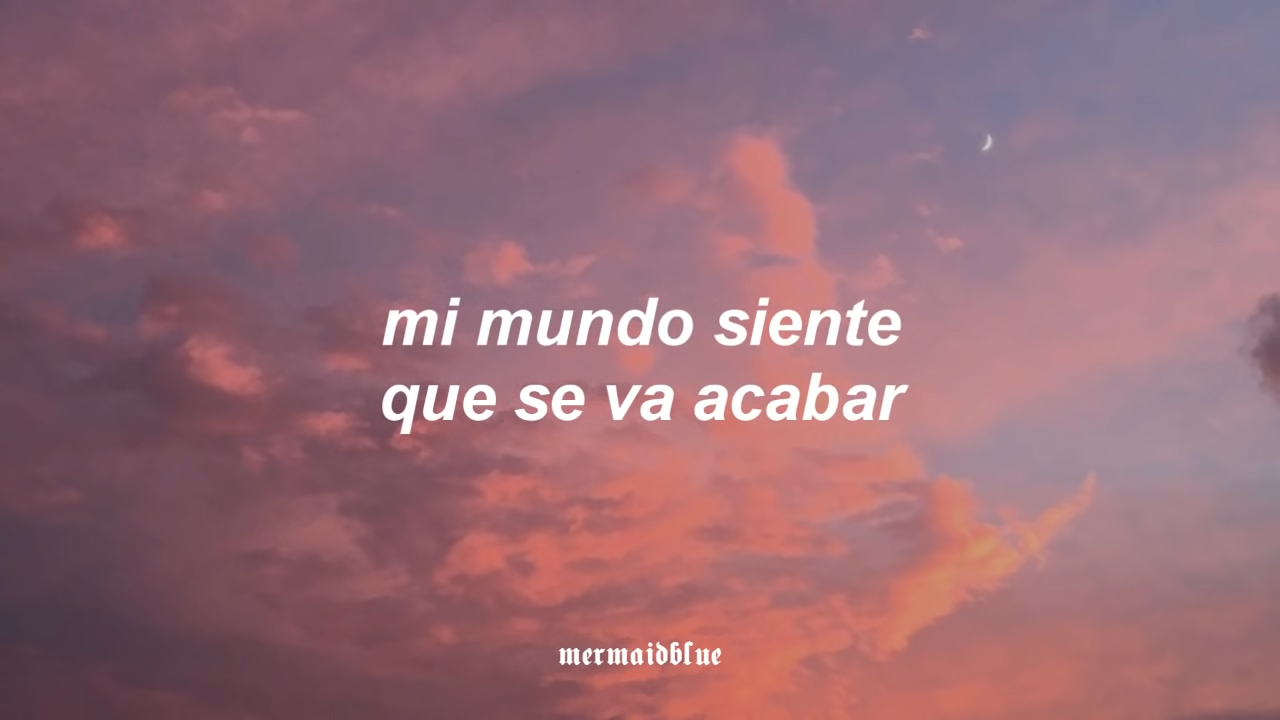 mi mundo siente
que se va acabar
mermaidblue